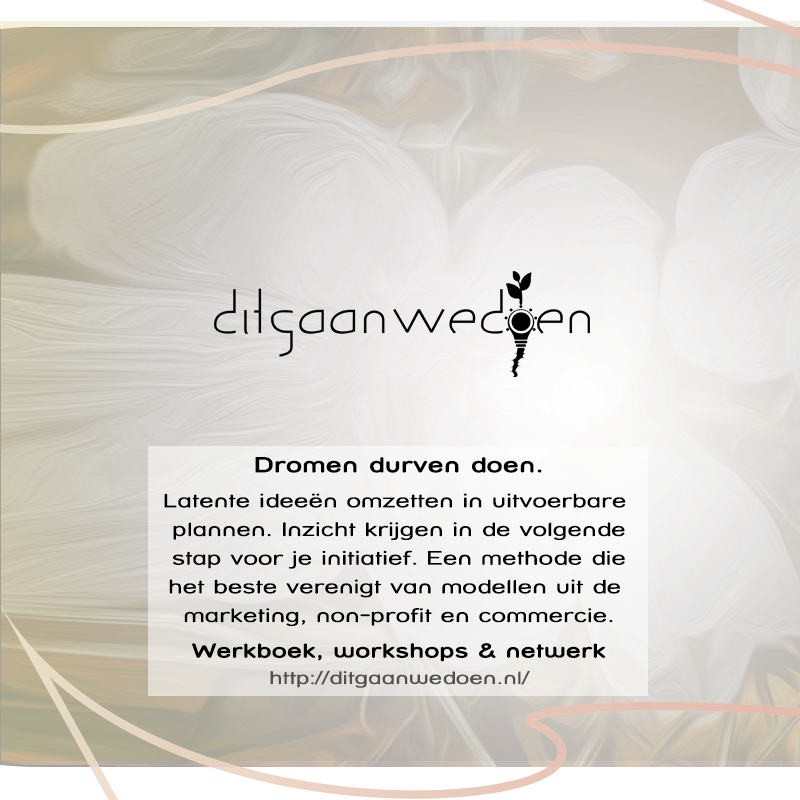 ditgaanwedoen
Dromen durven doen.
Latente ideeën omzetten in uitvoerbare
plannen. Inzicht krijgen in de volgende
stap voor je initiatief. Een methode die
het beste verenigt van modellen uit de
marketing, non-profit en commercie.
Werkboek, workshops & netwerk
http://ditgaanwedoen.nl/